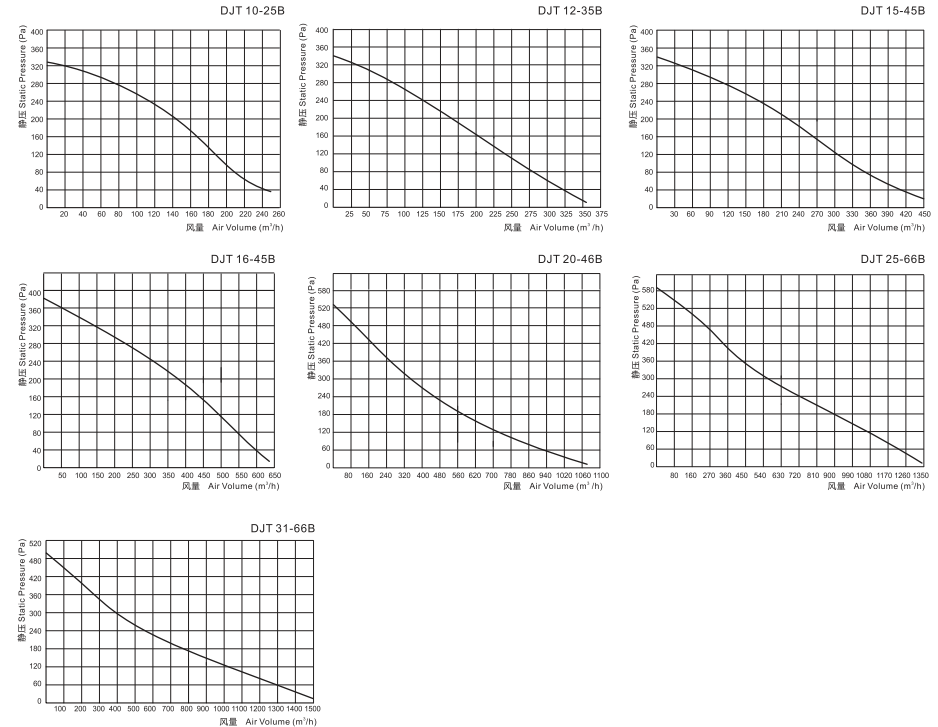 DJT 10-25B
静压 Static Pressure (Pa)
400
360
320
280
240
200
160
120
80
40
0
20 40 60 80 100 120 140 160 180 200 220 240 260
风量 Air Volume (m³/h)
DJT 12-35B
静压 Static Pressure (Pa)
400
360
320
280
240
200
160
120
80
40
0
25 50 75 100 125 150 175 200 225 250 275 300 325 355 375
风量 Air Volume (m³/h)
DJT 15-45B
静压 Static Pressure (Pa)
400
360
320
280
240
200
160
120
80
40
0
30 60 90 120 150 180 210 240 270 300 330 360 390 420 450
风量 Air Volume (m³/h)
DJT 16-45B
静压 Static Pressure (Pa)
400
360
320
280
240
200
160
120
80
40
0
50 100 150 200 250 300 350 400 450 500 550 600 650
风量 Air Volume (m³/h)
DJT 20-46B
静压 Static Pressure (Pa)
580
520
480
420
360
300
240
180
120
60
0
80 160 240 320 400 480 560 620 700 780 860 940 1020 1060 1100
风量 Air Volume (m³/h)
DJT 25-66B
静压 Static Pressure (Pa)
580
520
480
420
360
300
240
180
120
60
0
80 160 270 360 450 540 630 720 810 900 990 1080 1170 1260 1350
风量 Air Volume (m³/h)
DJT 31-66B
静压 Static Pressure (Pa)
520
480
420
360
300
240
180
120
60
0
100 200 300 400 500 600 700 800 900 1000 1100 1200 1300 1400 1500
风量 Air Volume (m³/h)